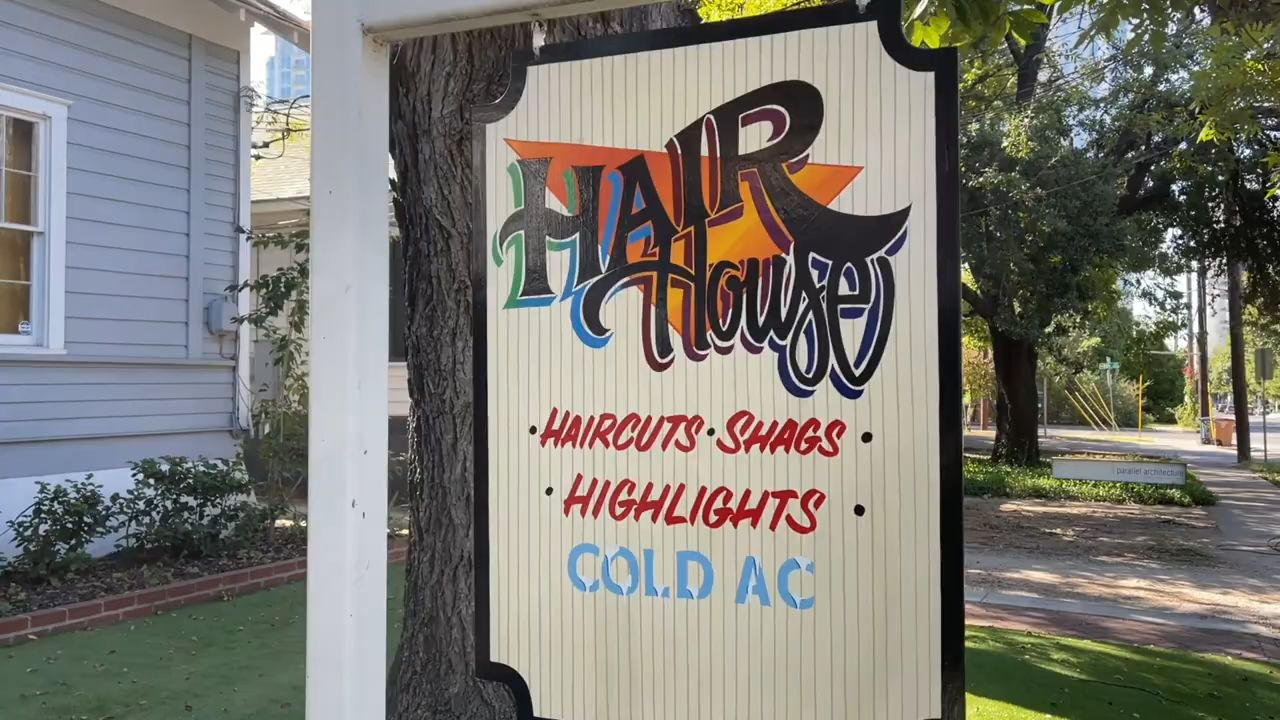 HAIR
House
• HAIRCUTS • SHAGS •
• HIGHLIGHTS •
COLD AC
parallel architecture